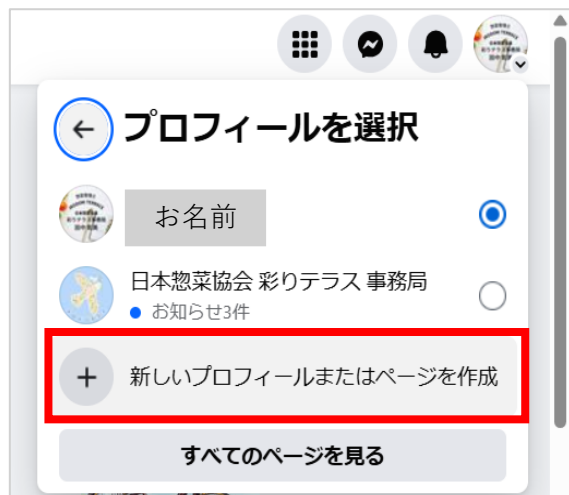 プロフィールを選択
お名前
日本惣菜協会 彩りテラス 事務局
お知らせ3件
新しいプロフィールまたはページを作成
すべてのページを見る